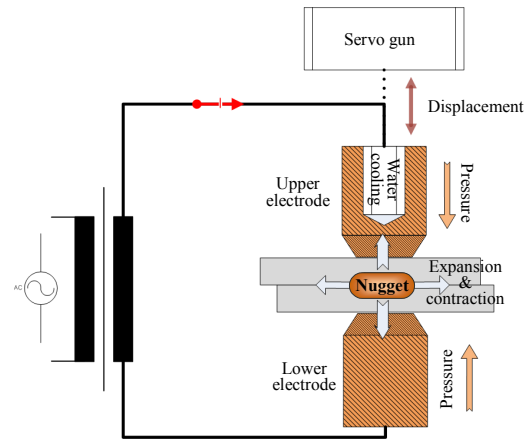 Servo gun
Displacement
Water
cooling
Upper
electrode
Pressure
Expansion
&
contraction
Nugget
AC
Lower
electrode
Pressure